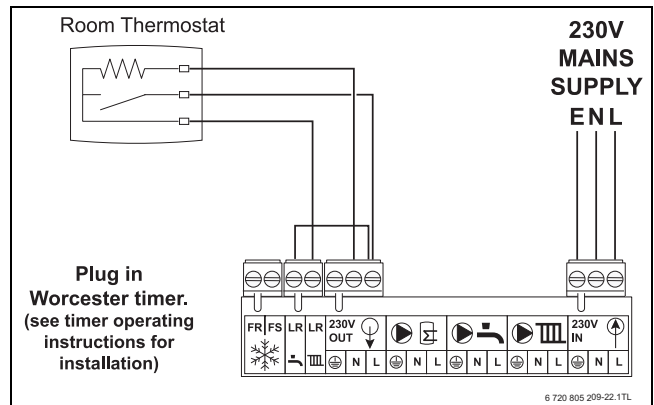 Room Thermostat
230V
MAINS
SUPPLY
E N L
Plug in
Worcester timer.
(see timer operating
instructions for
installation)
FR FS LR LR 230V OUT 230V IN
N L N L N L N L N L
6 720 805 209-22.1TL